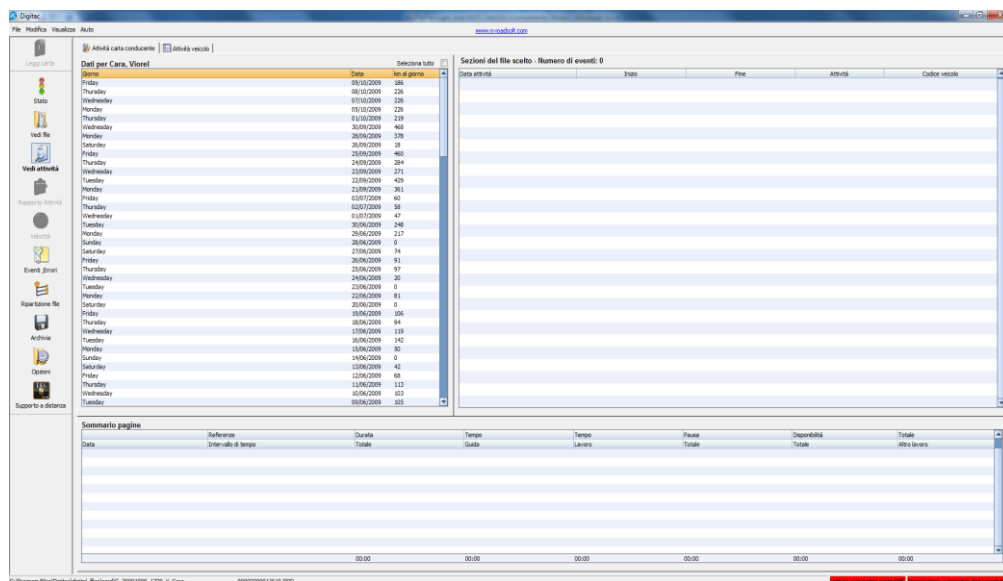 Digitac
File Modifica Visualizza Aiuto
www.ro-roadsoft.com
Leggi carta
Stato
Vedi file
Vedi attività
Rapporto Attività
Velocità
Eventi Errori
Ripartizione file
Archivia
Opzioni
Supporto a distanza
Attività carta conducente Attività veicolo
Dati per Cara, Viorel Seleziona tutto
Giorno Data km al giorno
Friday 09/10/2009 186
Thursday 08/10/2009 226
Wednesday 07/10/2009 226
Monday 05/10/2009 226
Thursday 01/10/2009 219
Wednesday 30/09/2009 468
Monday 28/09/2009 378
Saturday 26/09/2009 18
Friday 25/09/2009 460
Thursday 24/09/2009 284
Wednesday 23/09/2009 271
Tuesday 22/09/2009 429
Monday 21/09/2009 361
Friday 03/07/2009 60
Thursday 02/07/2009 58
Wednesday 01/07/2009 47
Tuesday 30/06/2009 248
Monday 29/06/2009 217
Sunday 28/06/2009 0
Saturday 27/06/2009 74
Friday 26/06/2009 91
Thursday 25/06/2009 97
Wednesday 24/06/2009 20
Tuesday 23/06/2009 0
Monday 22/06/2009 81
Saturday 20/06/2009 0
Friday 19/06/2009 106
Thursday 18/06/2009 94
Wednesday 17/06/2009 119
Tuesday 16/06/2009 142
Monday 15/06/2009 50
Sunday 14/06/2009 0
Saturday 13/06/2009 42
Friday 12/06/2009 68
Thursday 11/06/2009 113
Wednesday 10/06/2009 103
Tuesday 09/06/2009 105
Sezioni del file scelto - Numero di eventi: 0
Data attività Inizio Fine Attività Codice veicolo
Sommario pagine
Referenze Durata Tempo Tempo Pausa Disponibilità Totale
Data Intervallo di tempo Totale Guida Lavoro Totale Totale Altro lavoro
00:00 00:00 00:00 00:00 00:00 00:00